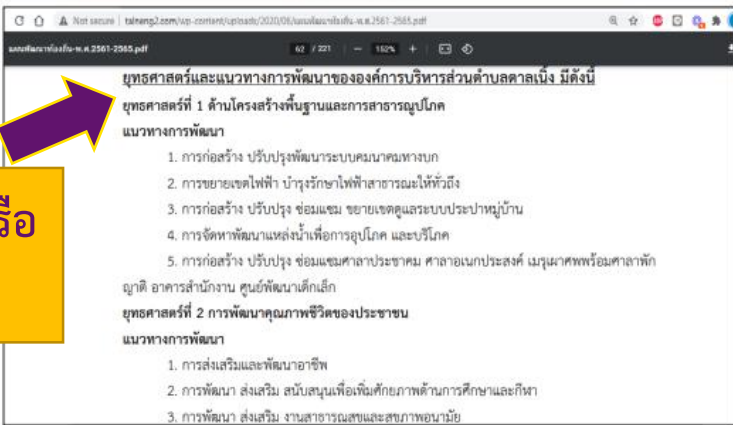 Not secure | talnerng2.com/wp-content/uploads/2020/06/แผนพัฒนาท้องถิ่น-พ.ศ.2561-2565.pdf
แผนพัฒนาท้องถิ่น-พ.ศ.2561-2565.pdf
62 / 221 | — 152% +
ยุทธศาสตร์และแนวทางการพัฒนาขององค์การบริหารส่วนตำบลตาลเนิ้ง มีดังนี้
ยุทธศาสตร์ที่ 1 ด้านโครงสร้างพื้นฐานและการสาธารณูปโภค
แนวทางการพัฒนา
1. การก่อสร้าง ปรับปรุงพัฒนาระบบคมนาคมทางบก
2. การขยายเขตไฟฟ้า บำรุงรักษาไฟฟ้าสาธารณะให้ทั่วถึง
3. การก่อสร้าง ปรับปรุง ซ่อมแซม ขยายเขตดูแลระบบประปาหมู่บ้าน
4. การจัดหาพัฒนาแหล่งน้ำเพื่อการอุปโภค และบริโภค
5. การก่อสร้าง ปรับปรุง ซ่อมแซมศาลาประชาคม ศาลาอเนกประสงค์ เมรุเผาศพพร้อมศาลาพัก
ญาติ อาคารสำนักงาน ศูนย์พัฒนาเด็กเล็ก
ยุทธศาสตร์ที่ 2 การพัฒนาคุณภาพชีวิตของประชาชน
แนวทางการพัฒนา
1. การส่งเสริมและพัฒนาอาชีพ
2. การพัฒนา ส่งเสริม สนับสนุนเพื่อเพิ่มศักยภาพด้านการศึกษาและกีฬา
3. การพัฒนา ส่งเสริม งานสาธารณสุขและสุขภาพอนามัย